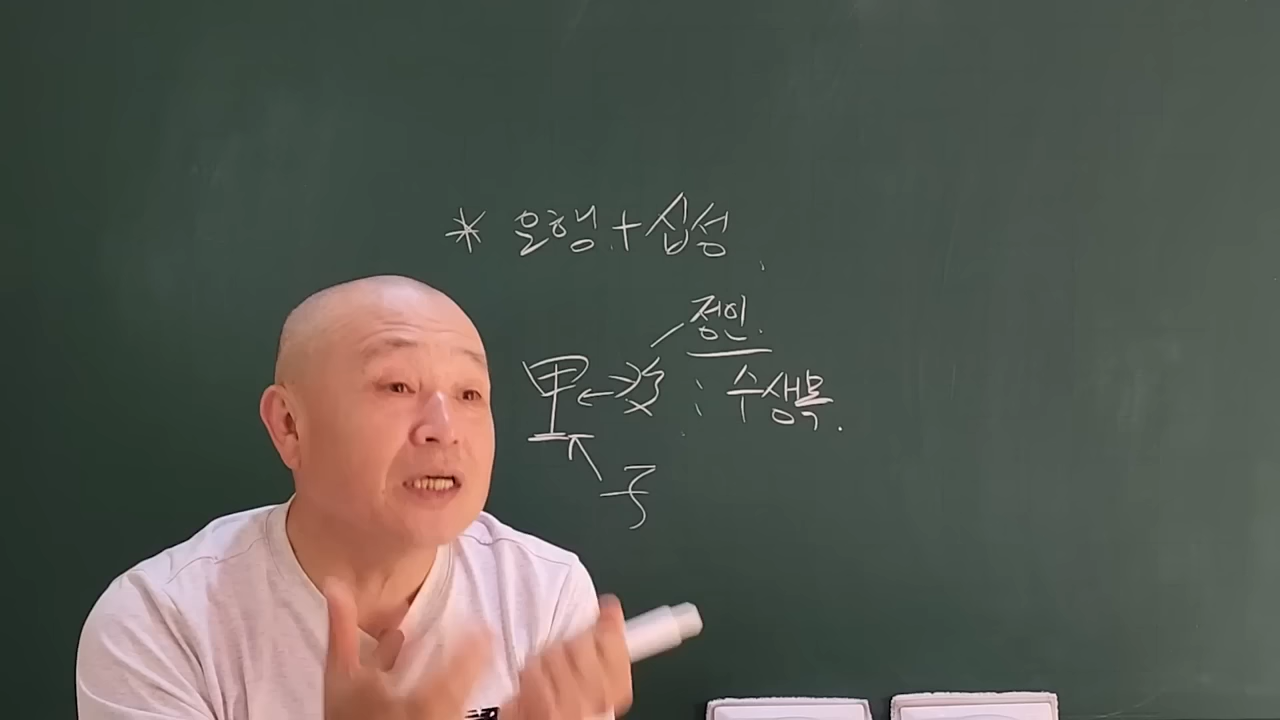 * 오행+십성
정인
甲 ← 癸 : 수생목
子